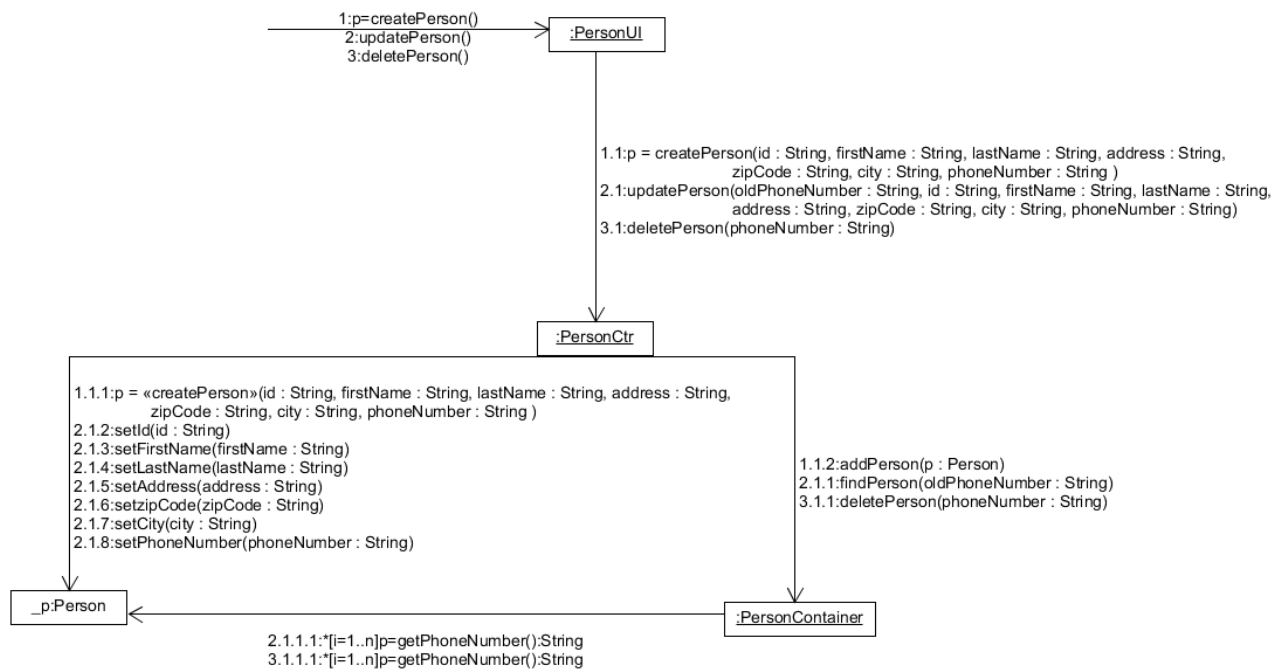 1:p=createPerson()
2:updatePerson()
3:deletePerson()
:PersonUI
1.1:p = createPerson(id : String, firstName : String, lastName : String, address : String,
zipCode : String, city : String, phoneNumber : String )
2.1:updatePerson(oldPhoneNumber : String, id : String, firstName : String, lastName : String,
address : String, zipCode : String, city : String, phoneNumber : String)
3.1:deletePerson(phoneNumber : String)
:PersonCtr
1.1.1:p = «createPerson»(id : String, firstName : String, lastName : String, address : String,
zipCode : String, city : String, phoneNumber : String )
2.1.2:setId(id : String)
2.1.3:setFirstName(firstName : String)
2.1.4:setLastName(lastName : String)
2.1.5:setAddress(address : String)
2.1.6:setzipCode(zipCode : String)
2.1.7:setCity(city : String)
2.1.8:setPhoneNumber(phoneNumber : String)
1.1.2:addPerson(p : Person)
2.1.1:findPerson(oldPhoneNumber : String)
3.1.1:deletePerson(phoneNumber : String)
_p:Person
:PersonContainer
2.1.1.1:*[i=1..n]p=getPhoneNumber():String
3.1.1.1:*[i=1..n]p=getPhoneNumber():String